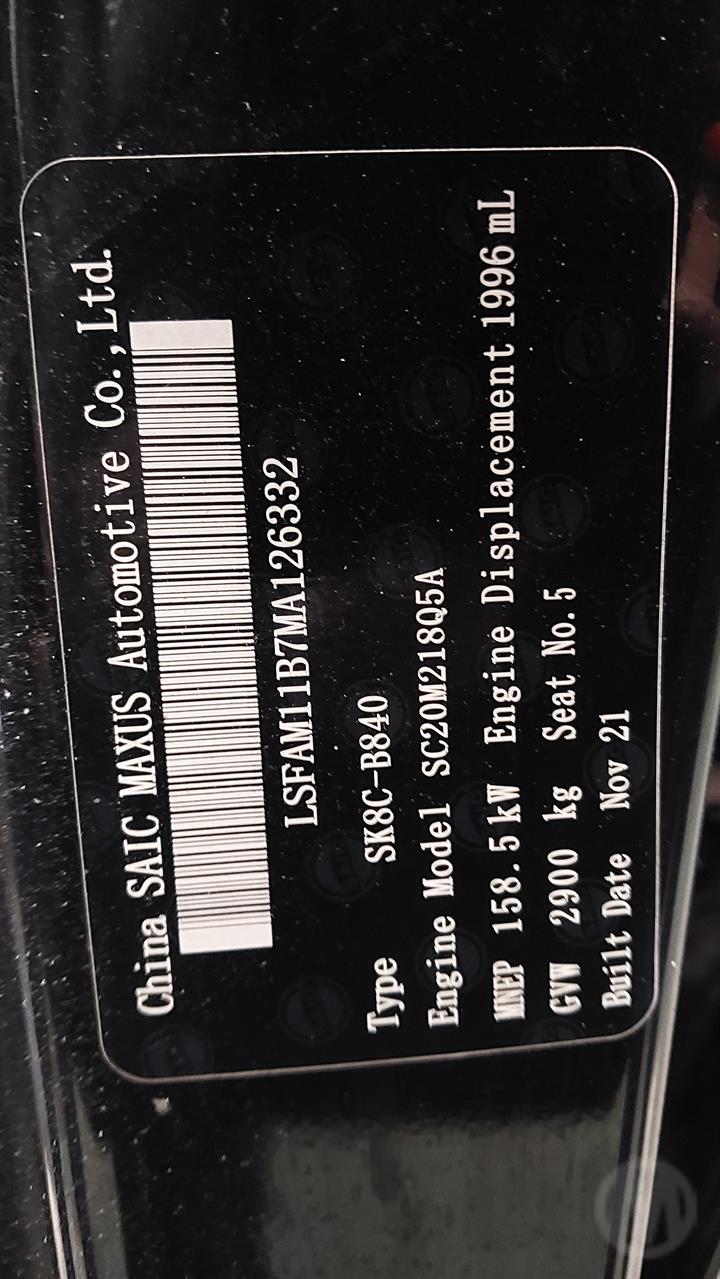 China SAIC MAXUS Automotive Co.,Ltd.
LSFAM11B7MA126332
Type SK8C-B840
Engine Model SC20M218Q5A
MNEP 158.5 kW Engine Displacement 1996 mL
GVW 2900 kg Seat No. 5
Built Date Nov 21